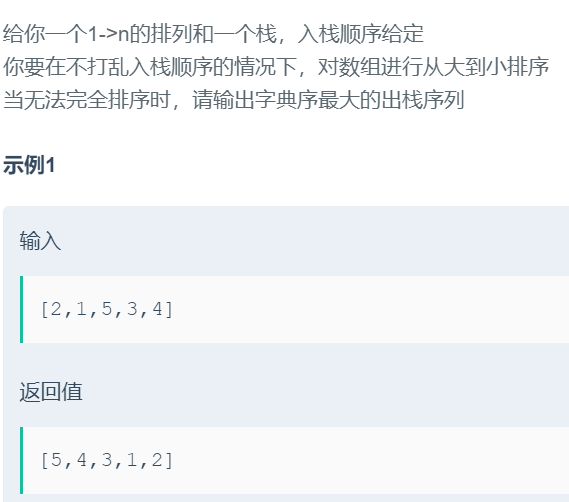 给你一个1->n的排列和一个栈，入栈顺序给定
你要在不打乱入栈顺序的情况下，对数组进行从大到小排序
当无法完全排序时，请输出字典序最大的出栈序列
示例1
输入
[2,1,5,3,4]
返回值
[5,4,3,1,2]